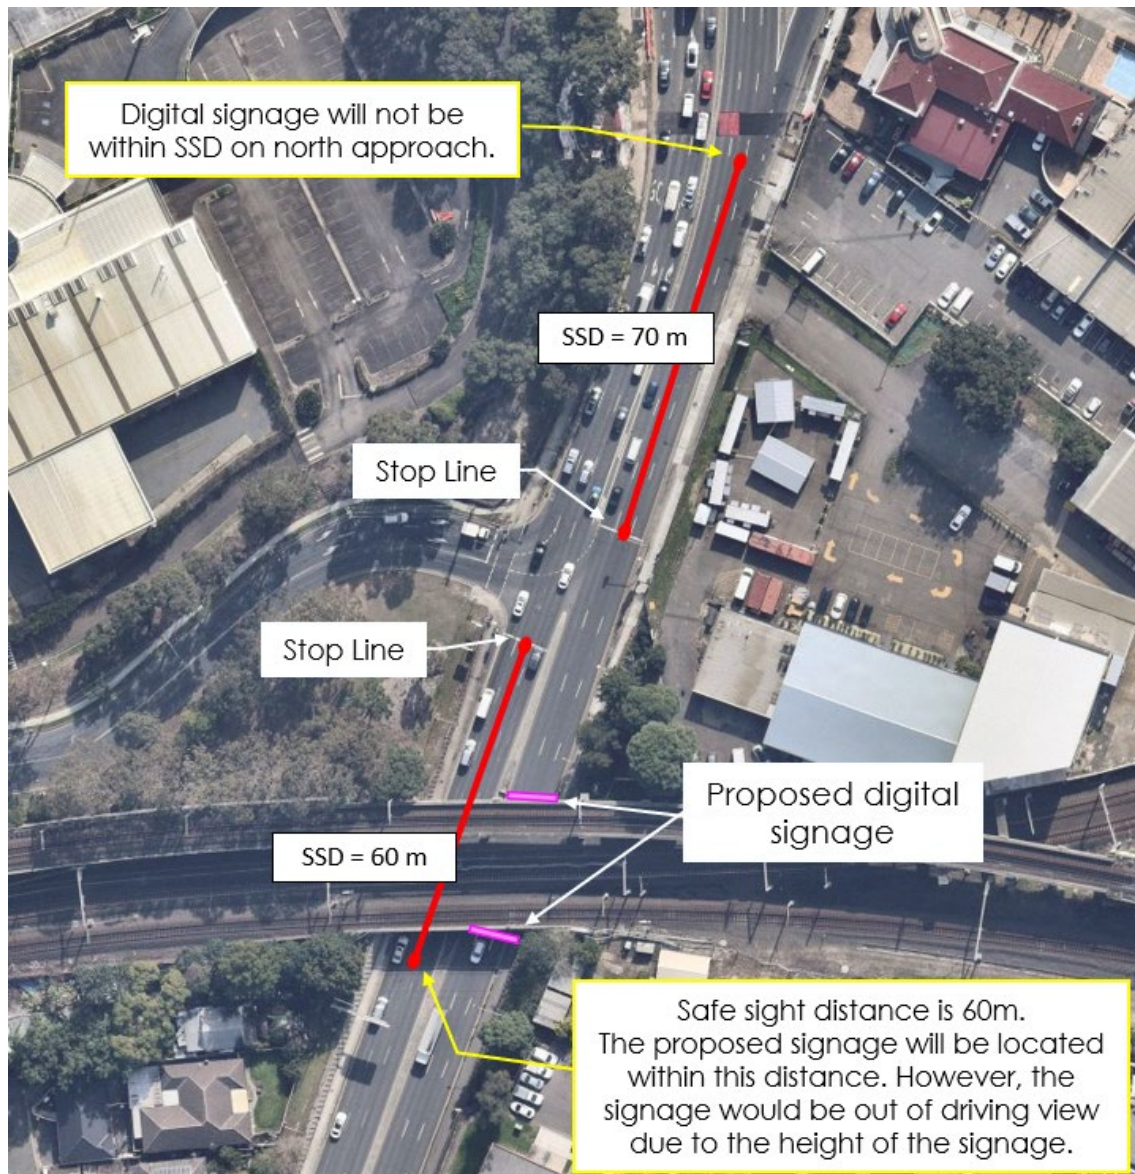 Digital signage will not be
within SSD on north approach.
SSD = 70 m
Stop Line
Stop Line
Proposed digital
signage
SSD = 60 m
Safe sight distance is 60m.
The proposed signage will be located
within this distance. However, the
signage would be out of driving view
due to the height of the signage.